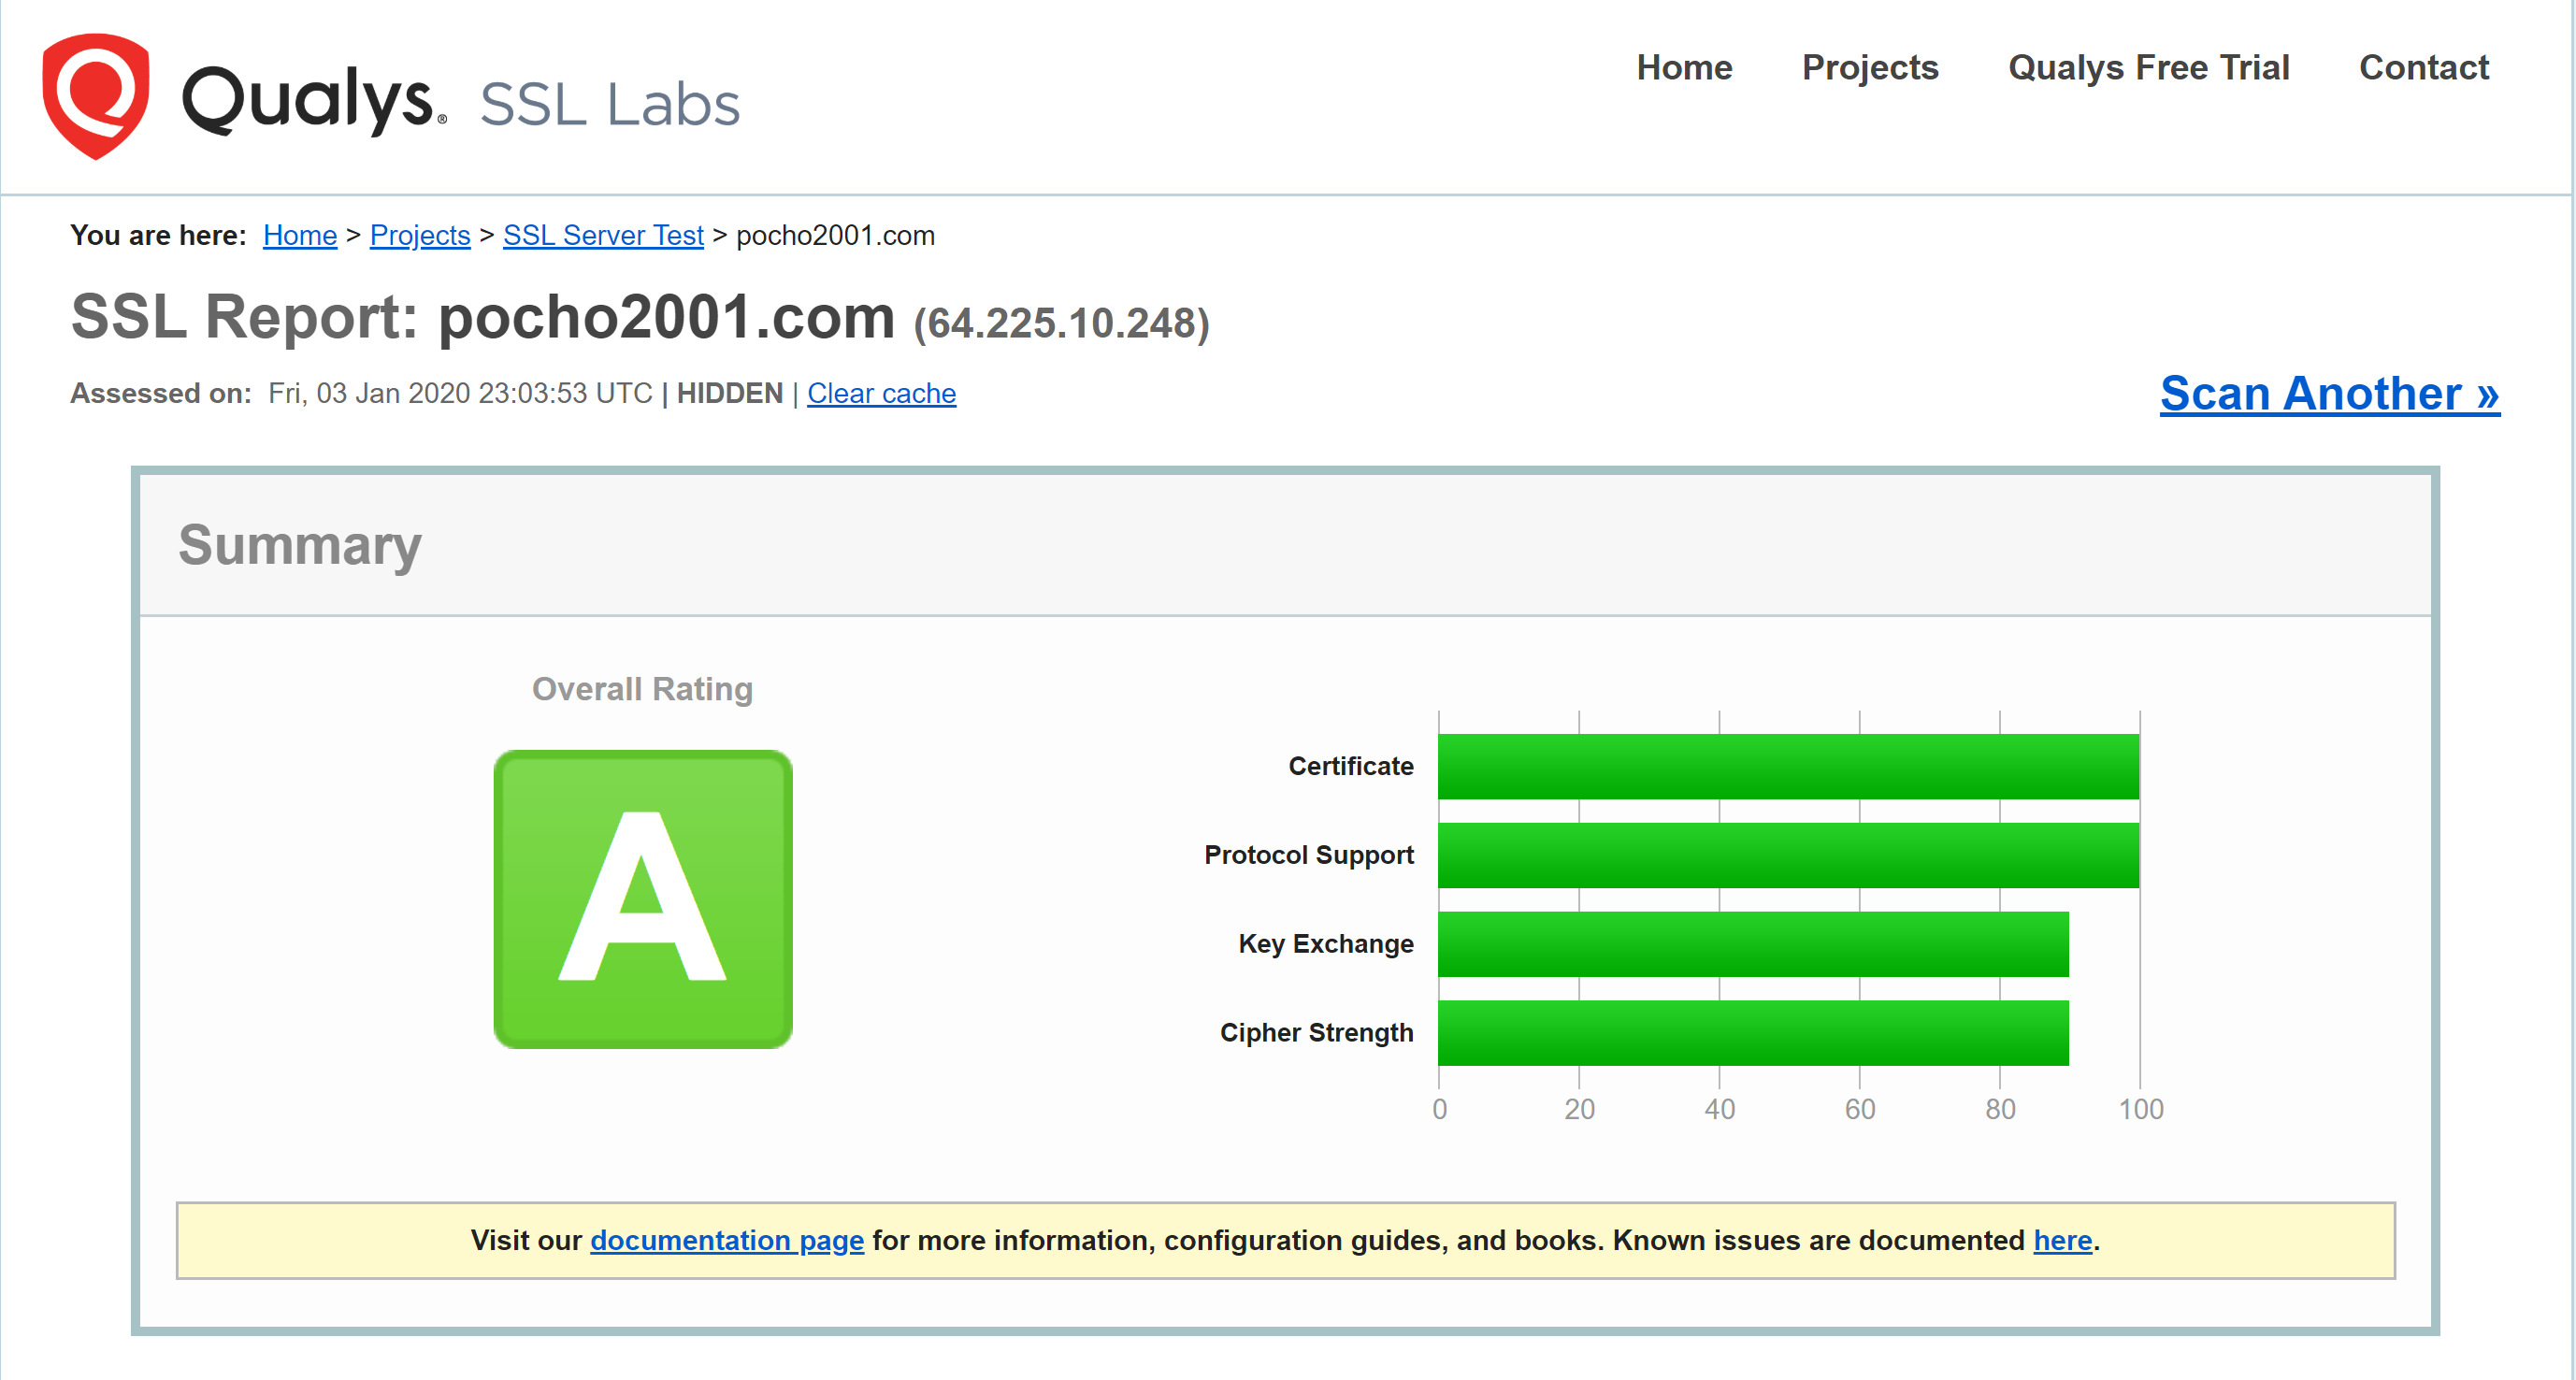 Qualys® SSL Labs
Home Projects Qualys Free Trial Contact
You are here: Home > Projects > SSL Server Test > pocho2001.com
SSL Report: pocho2001.com (64.225.10.248)
Assessed on: Fri, 03 Jan 2020 23:03:53 UTC | HIDDEN | Clear cache
Scan Another »
Summary
Overall Rating
A
Certificate
Protocol Support
Key Exchange
Cipher Strength
0 20 40 60 80 100
Visit our documentation page for more information, configuration guides, and books. Known issues are documented here.